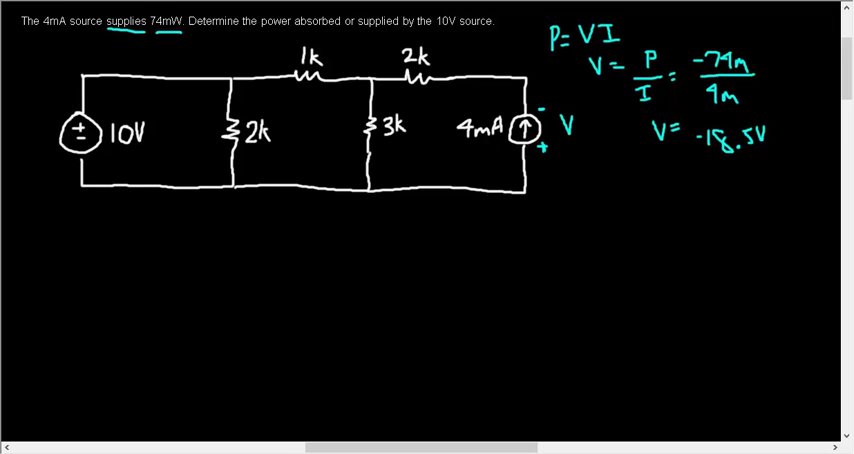 The 4mA source supplies 74mW. Determine the power absorbed or supplied by the 10V source.
P= VI
V= P/I = -74m/4m
V= -18.5V
1k
2k
10V
2k
3k
4mA
-
V
+